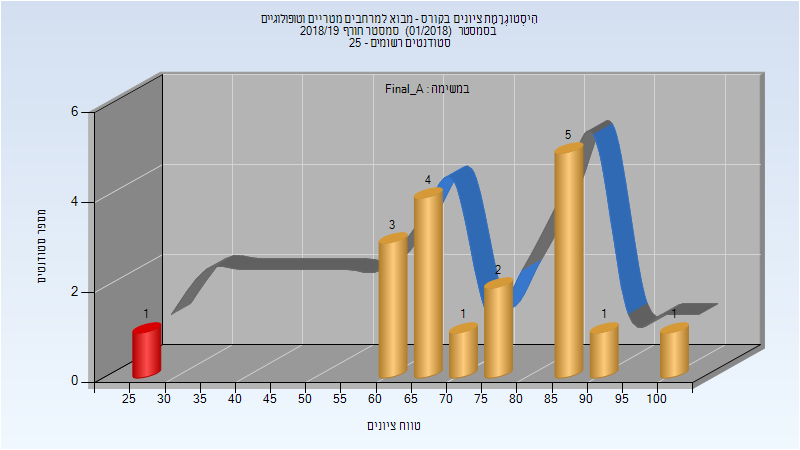 היסְטוֹגְרָמַת ציונים בקורס - מבוא למרחבים מטריים וטופולוגיים
בסמסטר (01/2018) סמסטר חורף 2018/19
סטודנטים רשומים - 25
במשימה : Final_A
מספר סטודנטים
6
4
2
0
1
3
4
1
2
5
1
1
25 30 35 40 45 50 55 60 65 70 75 80 85 90 95 100
טווח ציונים